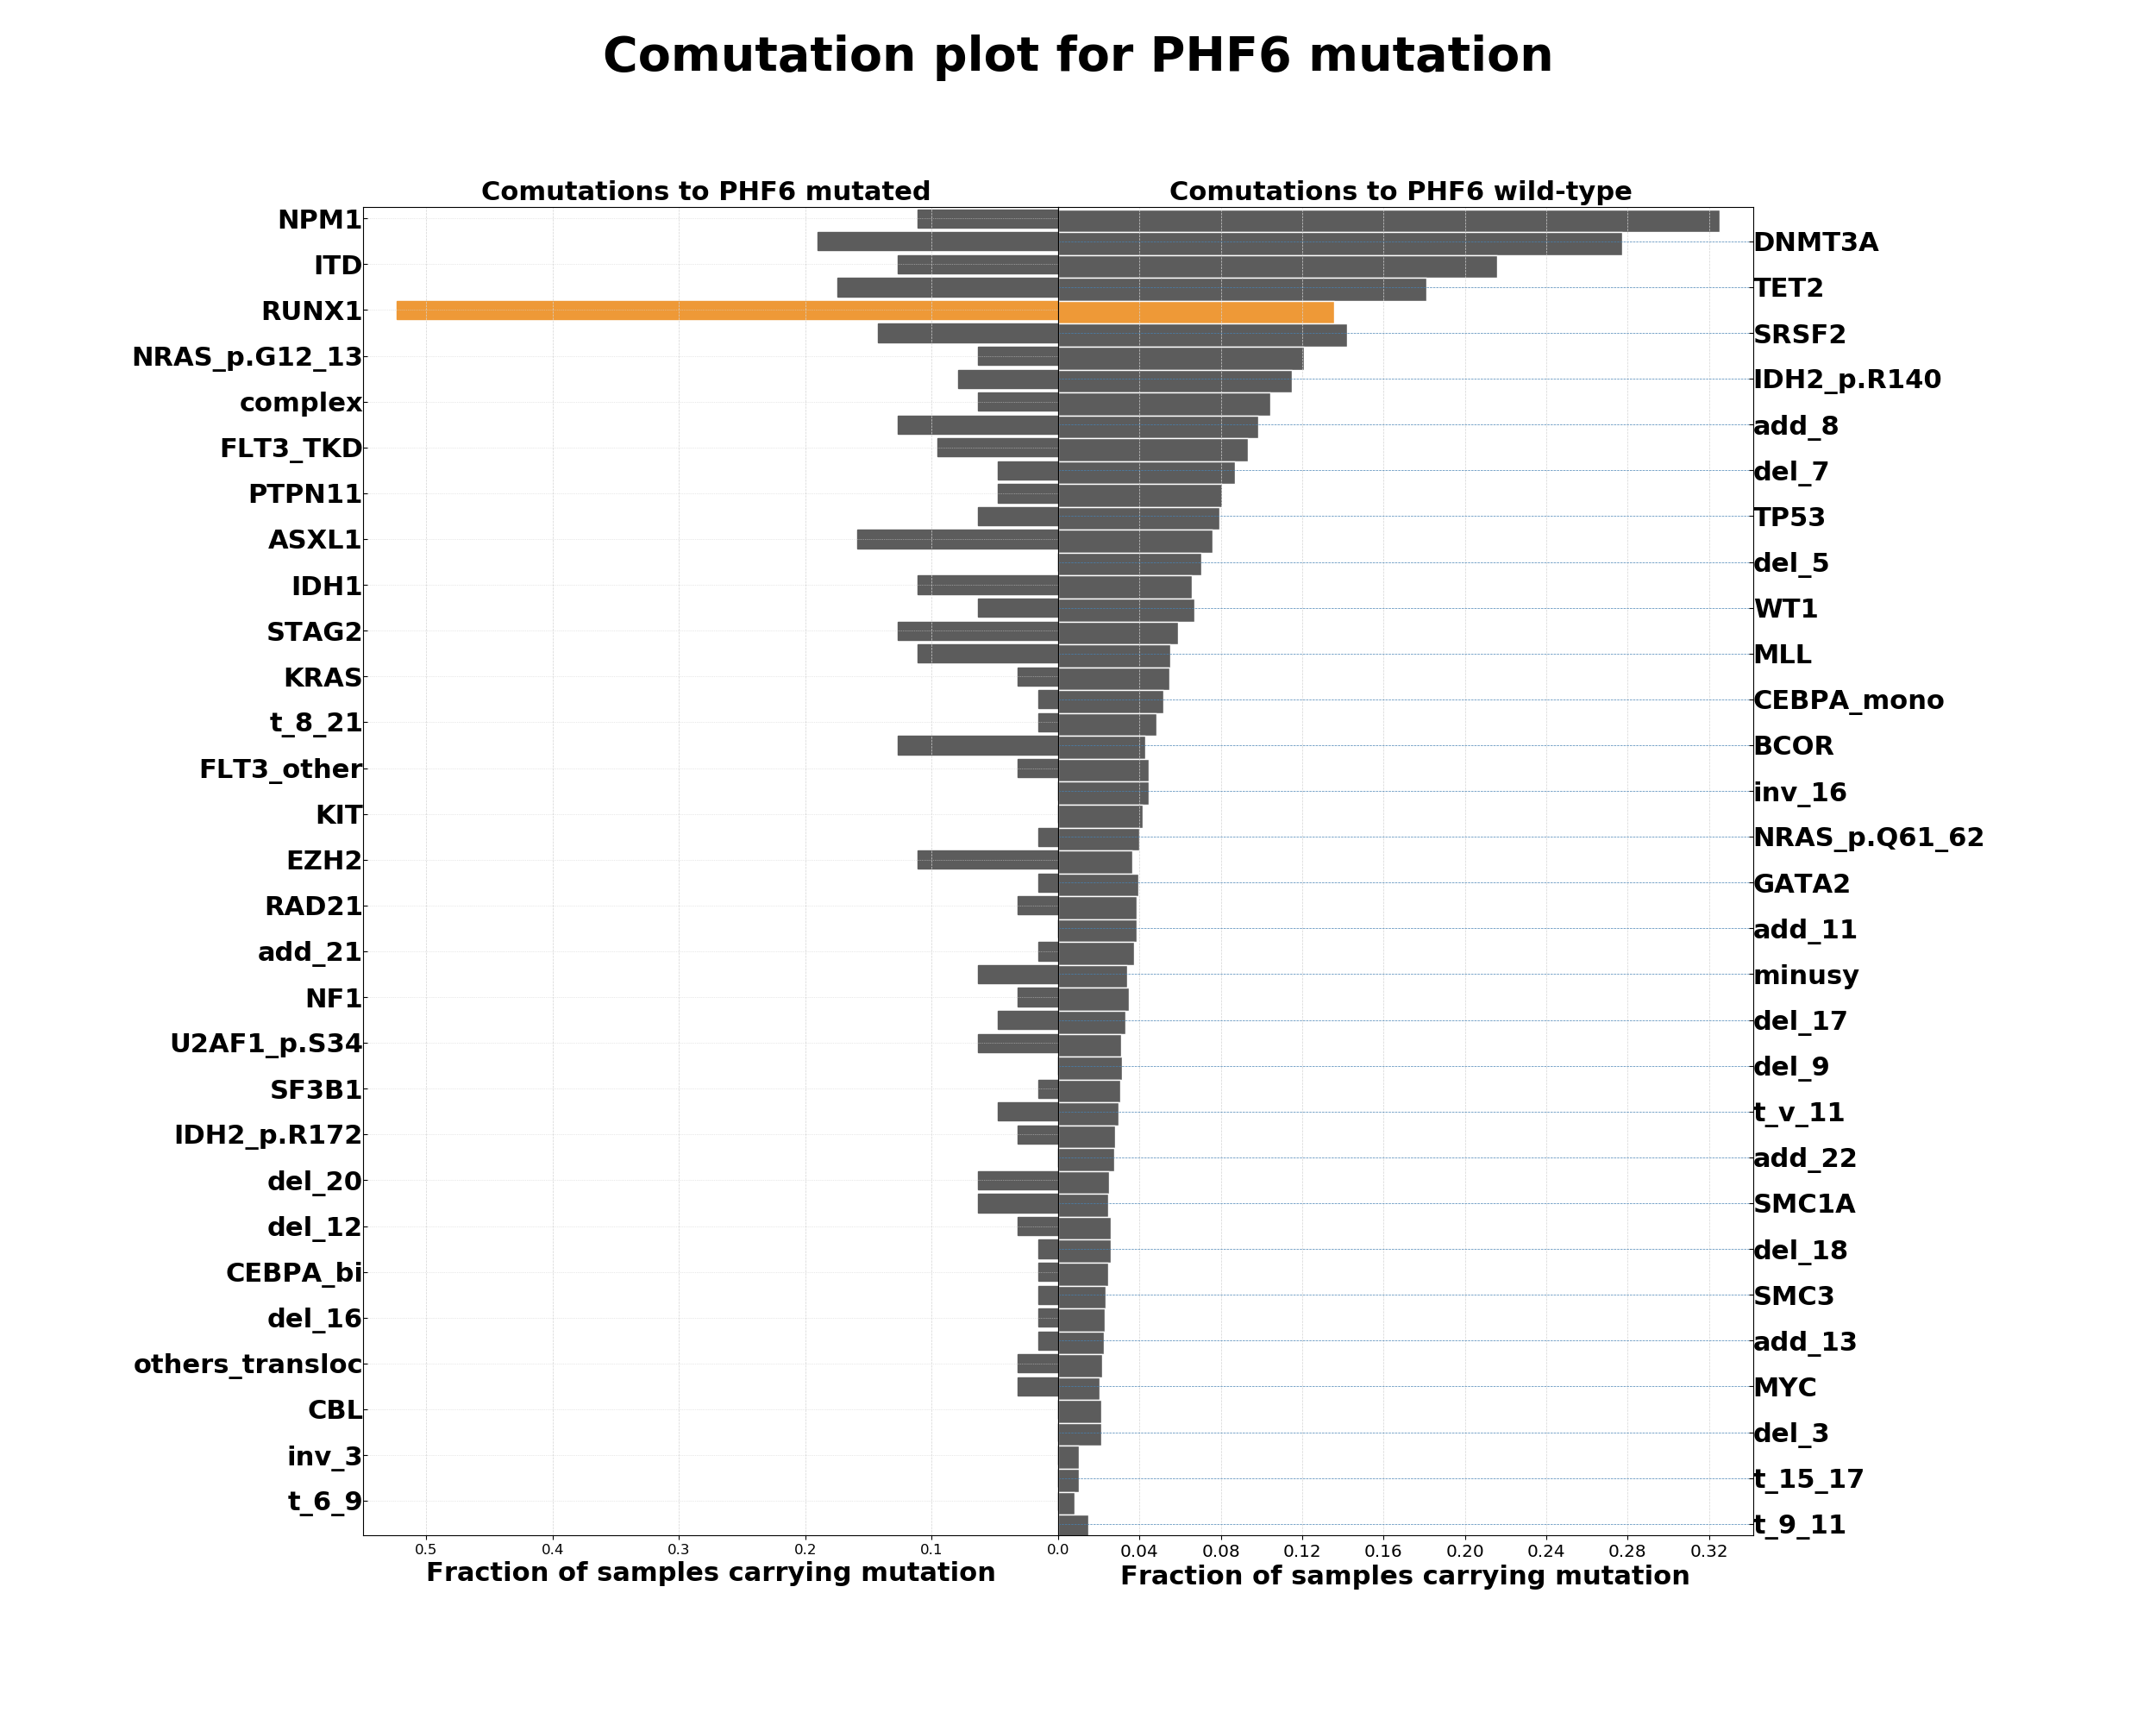 Comutation plot for PHF6 mutation
Comutations to PHF6 mutated
Comutations to PHF6 wild-type
NPM1
DNMT3A
ITD
TET2
RUNX1
SRSF2
NRAS_p.G12_13
IDH2_p.R140
complex
add_8
FLT3_TKD
del_7
PTPN11
TP53
ASXL1
del_5
IDH1
WT1
STAG2
MLL
KRAS
CEBPA_mono
t_8_21
BCOR
FLT3_other
inv_16
KIT
NRAS_p.Q61_62
EZH2
GATA2
RAD21
add_11
add_21
minusy
NF1
del_17
U2AF1_p.S34
del_9
SF3B1
t_v_11
IDH2_p.R172
add_22
del_20
SMC1A
del_12
del_18
CEBPA_bi
SMC3
del_16
add_13
others_transloc
MYC
CBL
del_3
inv_3
t_15_17
t_6_9
t_9_11
0.5 0.4 0.3 0.2 0.1 0.0 0.04 0.08 0.12 0.16 0.20 0.24 0.28 0.32
Fraction of samples carrying mutation
Fraction of samples carrying mutation